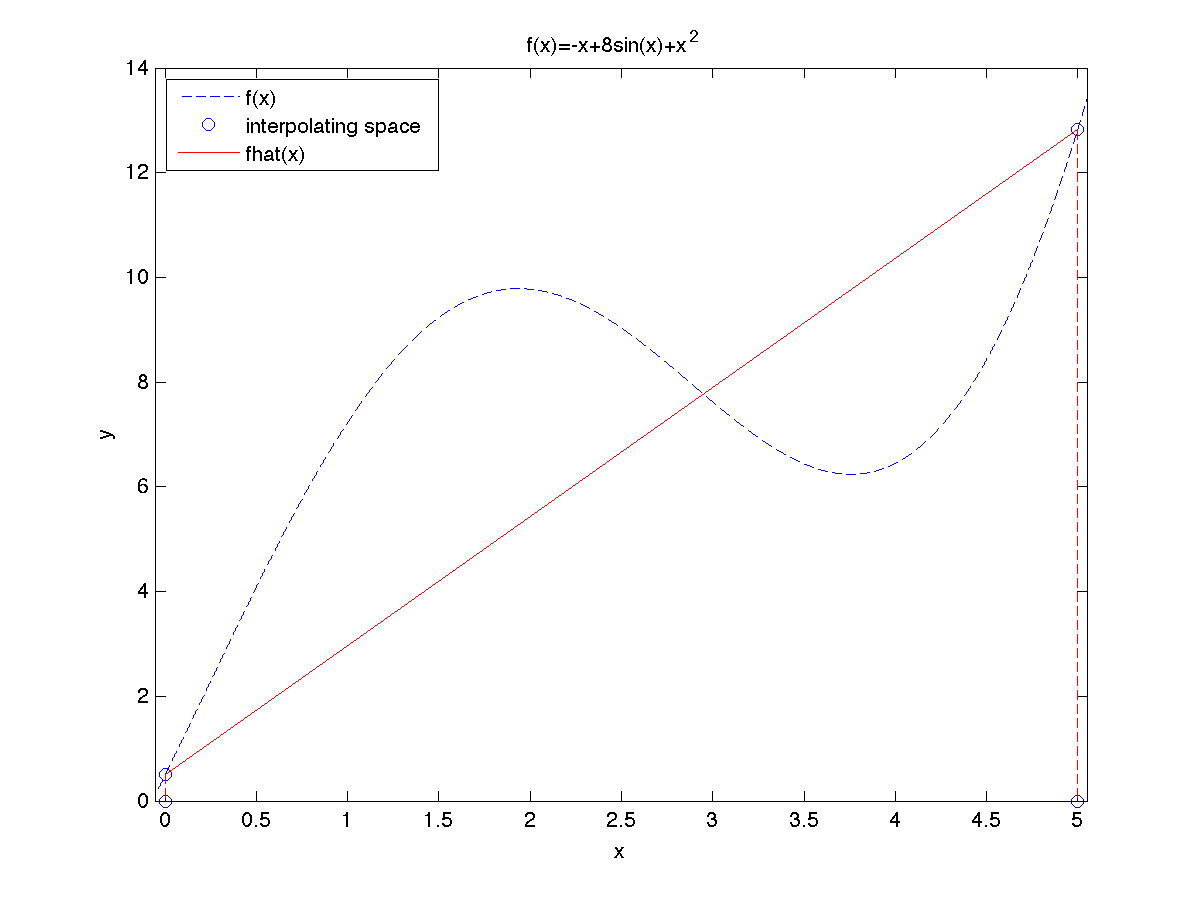 f(x)=-x+8sin(x)+x²
14
f(x)
interpolating space
fhat(x)
12
10
8
6
4
2
0
y
0 0.5 1 1.5 2 2.5 3 3.5 4 4.5 5
x